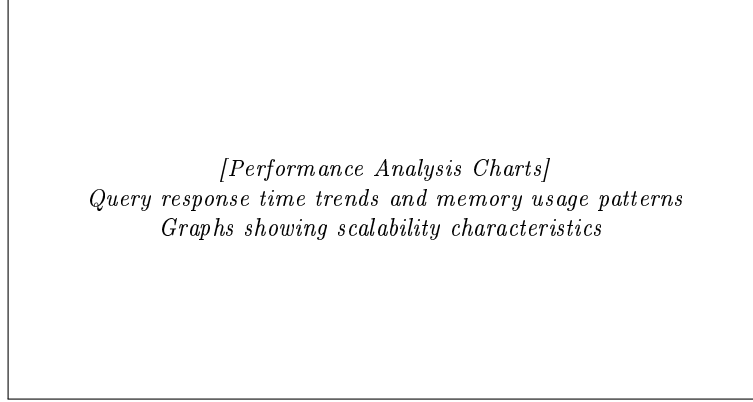 [Performance Analysis Charts]
Query response time trends and memory usage patterns
Graphs showing scalability characteristics